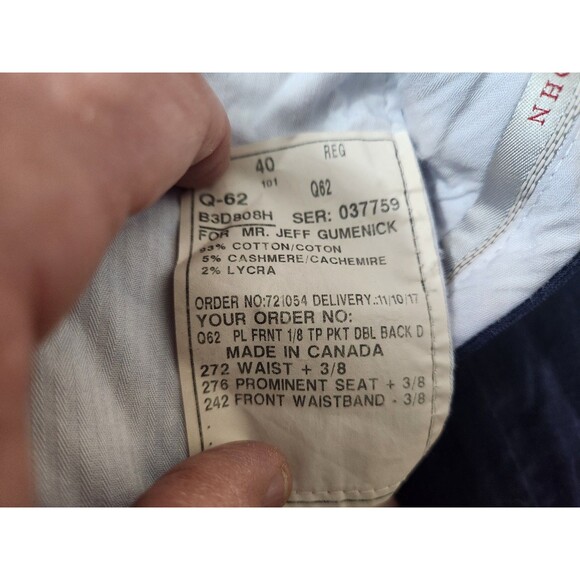 40 REG
Q-62 101 Q62
B3D808H SER: 037759
FOR MR. JEFF GUMENICK
93% COTTON/COTON
5% CASHMERE/CACHEMIRE
2% LYCRA
ORDER NO:721054 DELIVERY.:11/10/17
YOUR ORDER NO:
Q62 PL FRNT 1/8 TP PKT DBL BACK D
MADE IN CANADA
272 WAIST + 3/8
276 PROMINENT SEAT + 3/8
242 FRONT WAISTBAND - 3/8
OHN